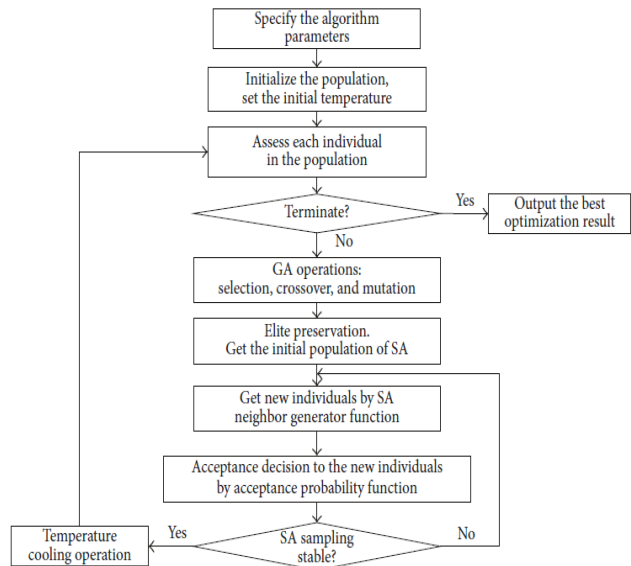 Specify the algorithm
parameters
Initialize the population,
set the initial temperature
Assess each individual
in the population
Terminate?
Yes
Output the best
optimization result
No
GA operations:
selection, crossover, and mutation
Elite preservation.
Get the initial population of SA
Get new individuals by SA
neighbor generator function
Acceptance decision to the new individuals
by acceptance probability function
Temperature
cooling operation
Yes
SA sampling
stable?
No